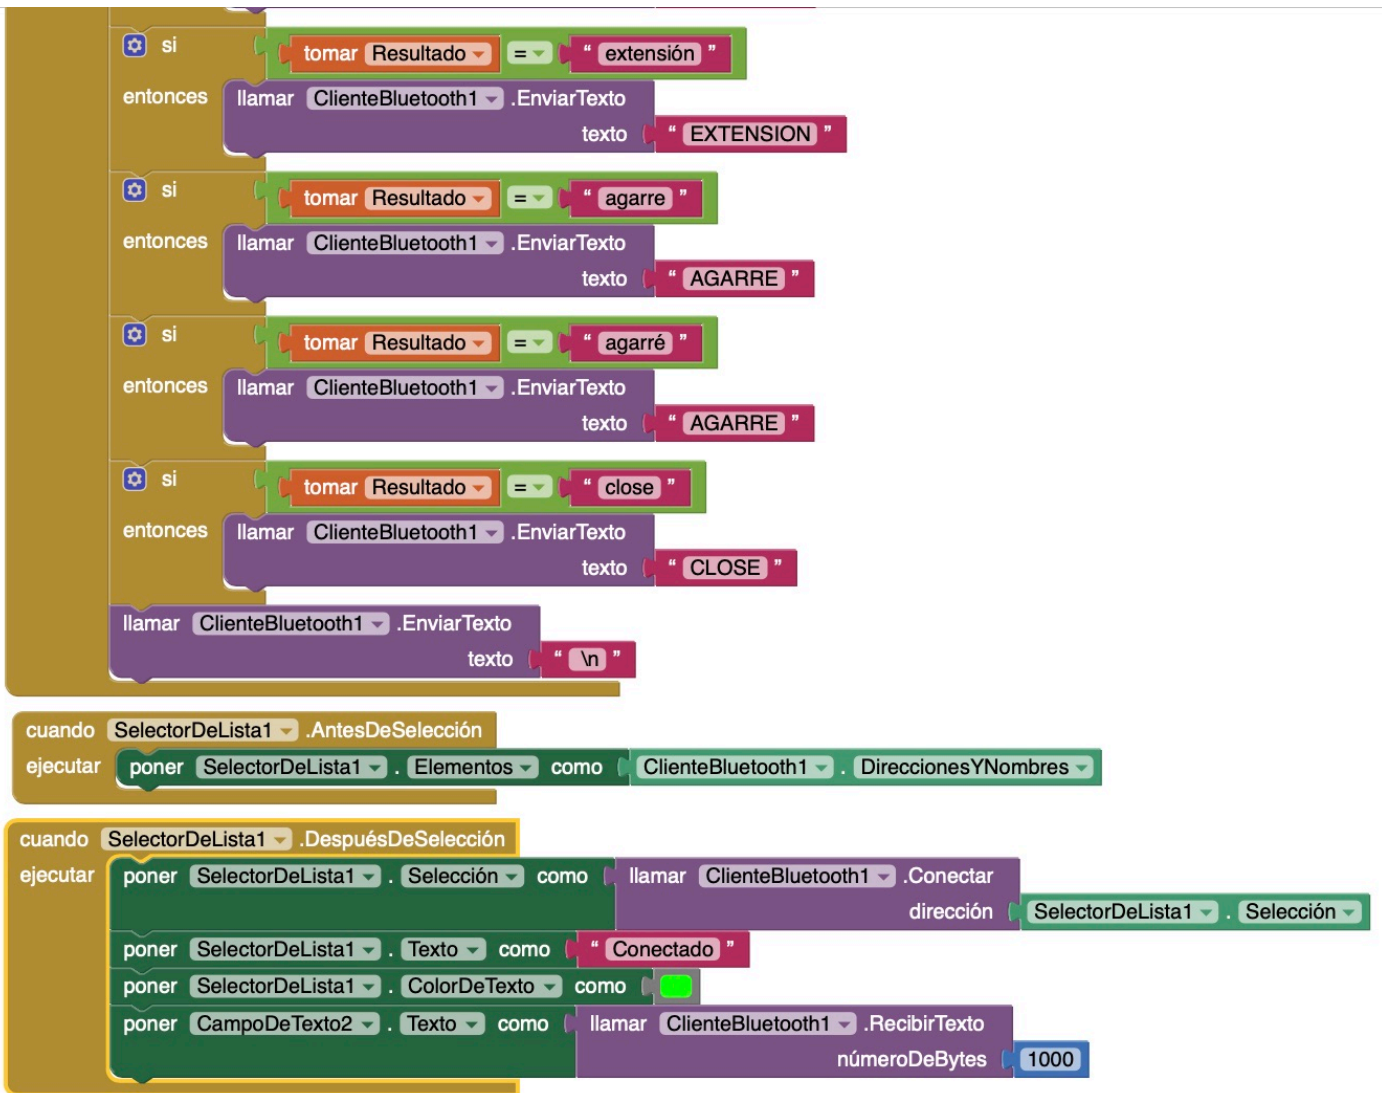 si tomar Resultado = “ extensión ”
entonces llamar ClienteBluetooth1 .EnviarTexto
texto “ EXTENSION ”
si tomar Resultado = “ agarre ”
entonces llamar ClienteBluetooth1 .EnviarTexto
texto “ AGARRE ”
si tomar Resultado = “ agarré ”
entonces llamar ClienteBluetooth1 .EnviarTexto
texto “ AGARRE ”
si tomar Resultado = “ close ”
entonces llamar ClienteBluetooth1 .EnviarTexto
texto “ CLOSE ”
llamar ClienteBluetooth1 .EnviarTexto
texto “ \n ”
cuando SelectorDeLista1 .AntesDeSelección
ejecutar poner SelectorDeLista1 . Elementos como ClienteBluetooth1 . DireccionesYNombres
cuando SelectorDeLista1 .DespuésDeSelección
ejecutar poner SelectorDeLista1 . Selección como llamar ClienteBluetooth1 .Conectar
dirección SelectorDeLista1 . Selección
poner SelectorDeLista1 . Texto como “ Conectado ”
poner SelectorDeLista1 . ColorDeTexto como
poner CampoDeTexto2 . Texto como llamar ClienteBluetooth1 .RecibirTexto
númeroDeBytes 1000